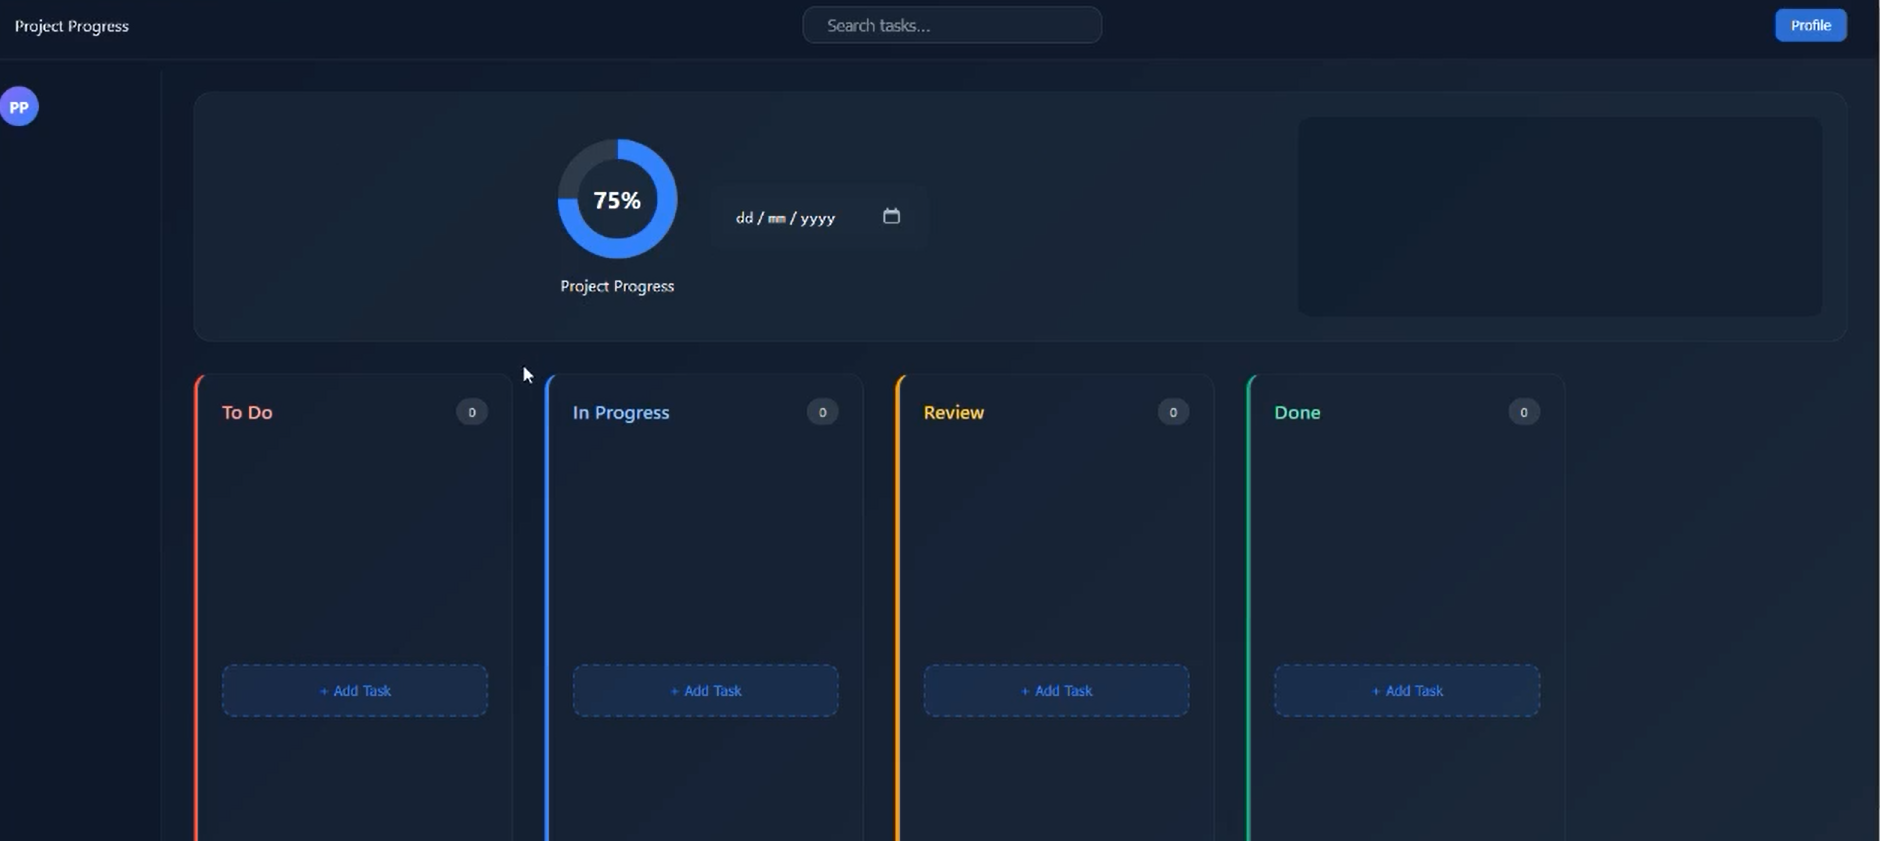 Project Progress
Search tasks...
Profile
PP
75%
dd / mm / yyyy
Project Progress
To Do 0
In Progress 0
Review 0
Done 0
+ Add Task
+ Add Task
+ Add Task
+ Add Task